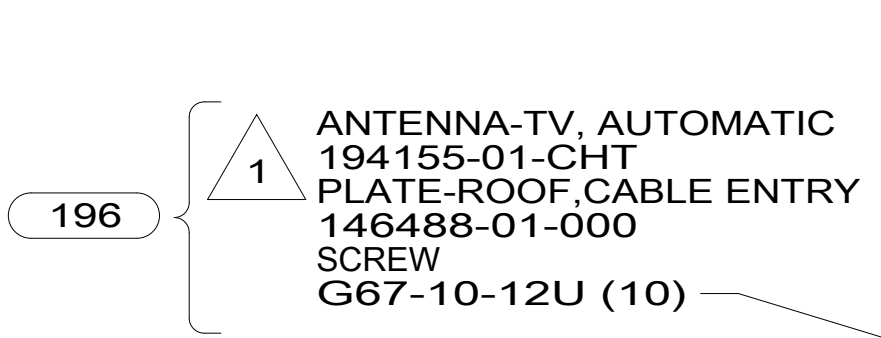 196
1
ANTENNA-TV, AUTOMATIC
194155-01-CHT
PLATE-ROOF,CABLE ENTRY
146488-01-000
SCREW
G67-10-12U (10)